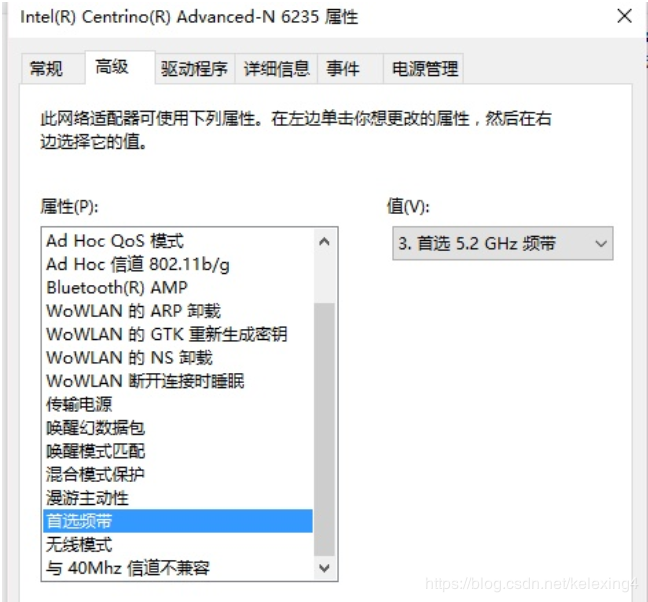 Intel(R) Centrino(R) Advanced-N 6235 属性
常规 高级 驱动程序 详细信息 事件 电源管理
此网络适配器可使用下列属性。在左边单击你想更改的属性，然后在右
边选择它的值。
属性(P): 值(V):
3. 首选 5.2 GHz 频带
Ad Hoc QoS 模式
Ad Hoc 信道 802.11b/g
Bluetooth(R) AMP
WoWLAN 的 ARP 卸载
WoWLAN 的 GTK 重新生成密钥
WoWLAN 的 NS 卸载
WoWLAN 断开连接时睡眠
传输电源
唤醒幻数据包
唤醒模式匹配
混合模式保护
漫游主动性
首选频带
无线模式
与 40Mhz 信道不兼容
https://blog.csdn.net/kelexing4